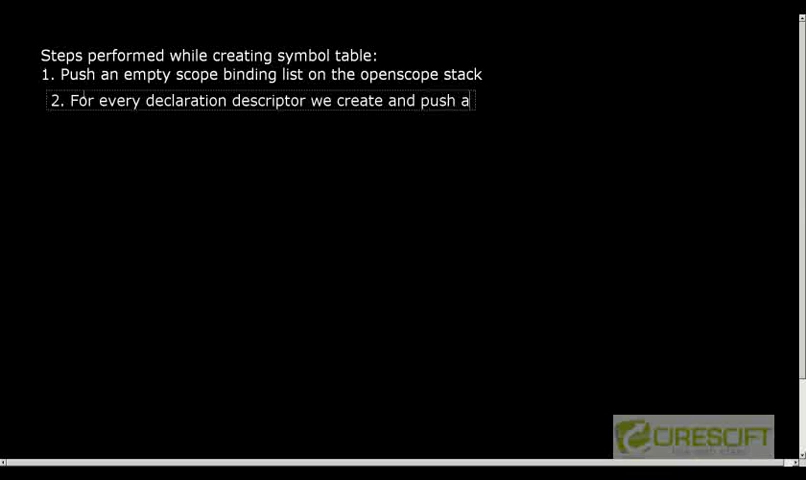 Steps performed while creating symbol table:
1. Push an empty scope binding list on the openscope stack
2. For every declaration descriptor we create and push a
CIRESCIFT